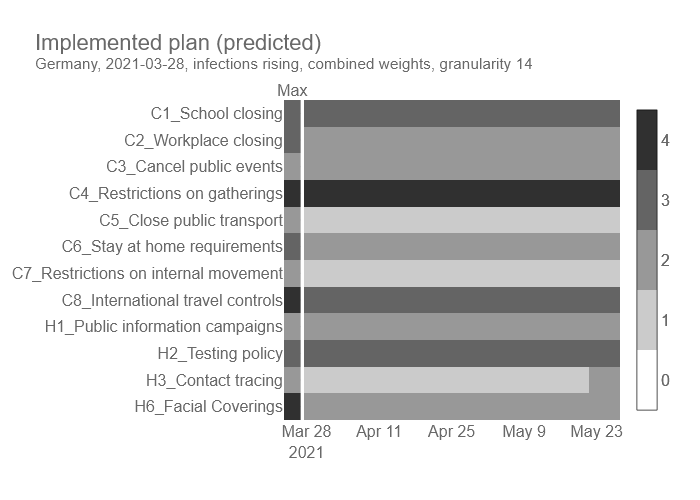 Implemented plan (predicted)
Germany, 2021-03-28, infections rising, combined weights, granularity 14
Max
C1_School closing
C2_Workplace closing
C3_Cancel public events
C4_Restrictions on gatherings
C5_Close public transport
C6_Stay at home requirements
C7_Restrictions on internal movement
C8_International travel controls
H1_Public information campaigns
H2_Testing policy
H3_Contact tracing
H6_Facial Coverings
4
3
2
1
0
Mar 28 Apr 11 Apr 25 May 9 May 23
2021